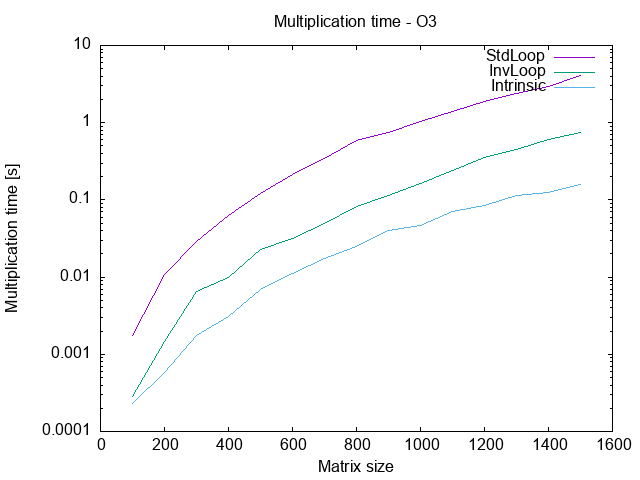 Multiplication time - O3
10
1
0.1
0.01
0.001
0.0001
Multiplication time [s]
StdLoop
InvLoop
Intrinsic
0 200 400 600 800 1000 1200 1400 1600
Matrix size